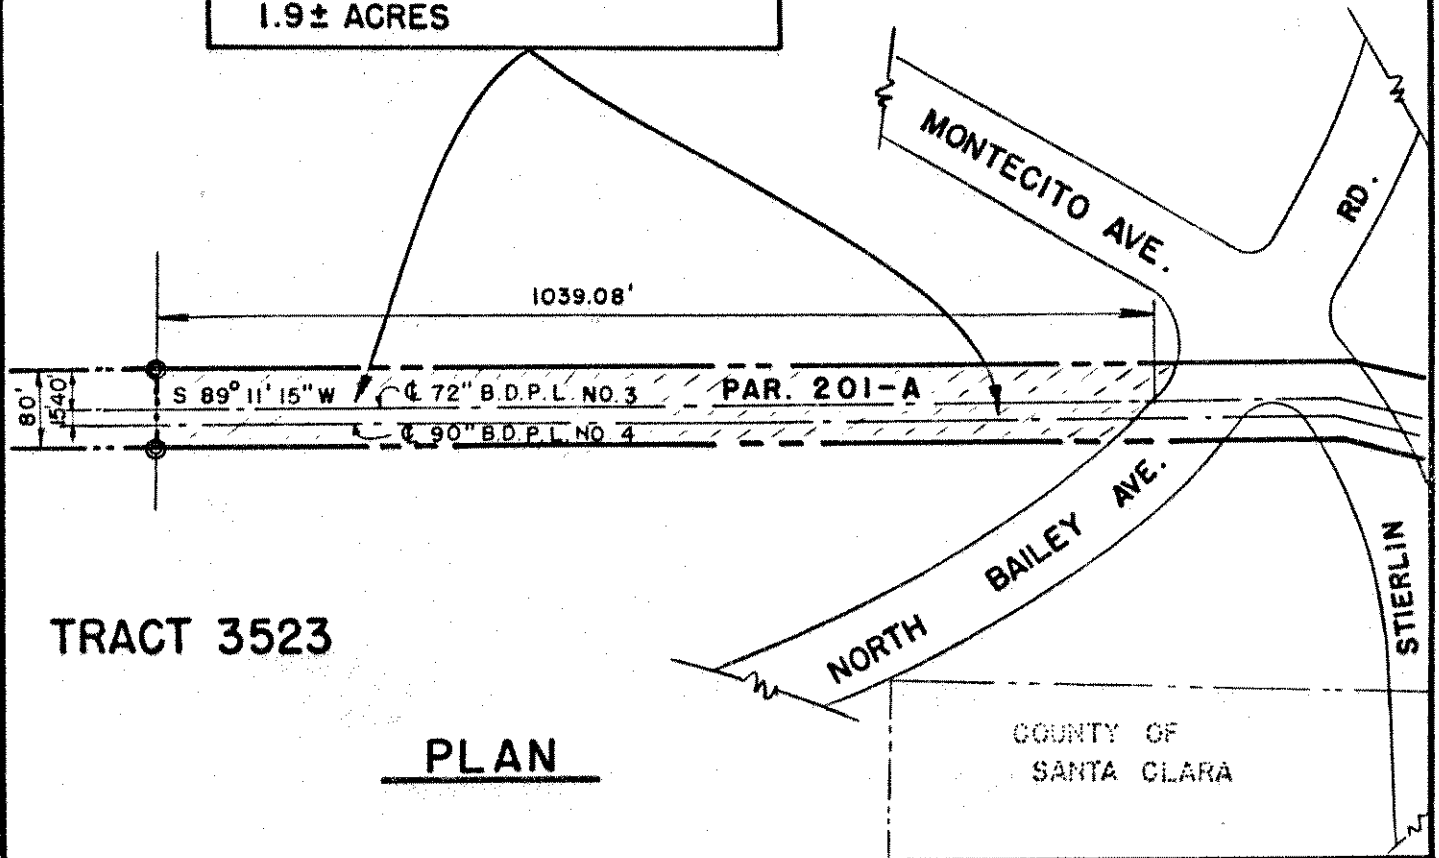 1.9± ACRES
MONTECITO AVE.
RD.
1039.08'
80'
15'
40'
S 89° 11' 15" W
℄ 72" B.D.P.L. NO. 3
PAR. 201-A
℄ 90" B.D.P.L. NO 4
NORTH BAILEY AVE.
STIERLIN
TRACT 3523
PLAN
COUNTY OF
SANTA CLARA